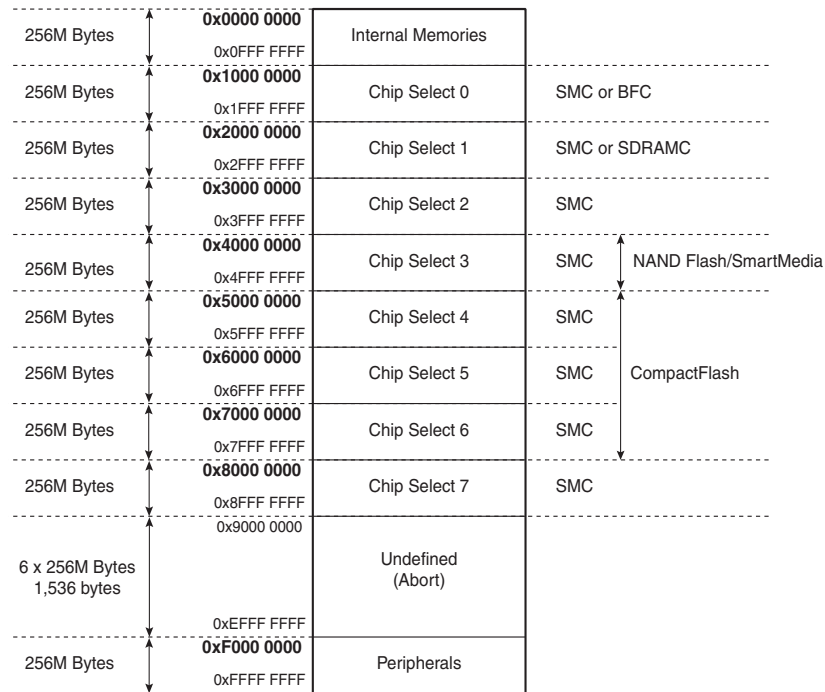 0x0000 0000
256M Bytes Internal Memories
0x0FFF FFFF
0x1000 0000
256M Bytes Chip Select 0 SMC or BFC
0x1FFF FFFF
0x2000 0000
256M Bytes Chip Select 1 SMC or SDRAMC
0x2FFF FFFF
0x3000 0000
256M Bytes Chip Select 2 SMC
0x3FFF FFFF
0x4000 0000
256M Bytes Chip Select 3 SMC NAND Flash/SmartMedia
0x4FFF FFFF
0x5000 0000
256M Bytes Chip Select 4 SMC
0x5FFF FFFF
0x6000 0000
256M Bytes Chip Select 5 SMC CompactFlash
0x6FFF FFFF
0x7000 0000
256M Bytes Chip Select 6 SMC
0x7FFF FFFF
0x8000 0000
256M Bytes Chip Select 7 SMC
0x8FFF FFFF
0x9000 0000
6 x 256M Bytes Undefined
1,536 bytes (Abort)
0xEFFF FFFF
0xF000 0000
256M Bytes Peripherals
0xFFFF FFFF